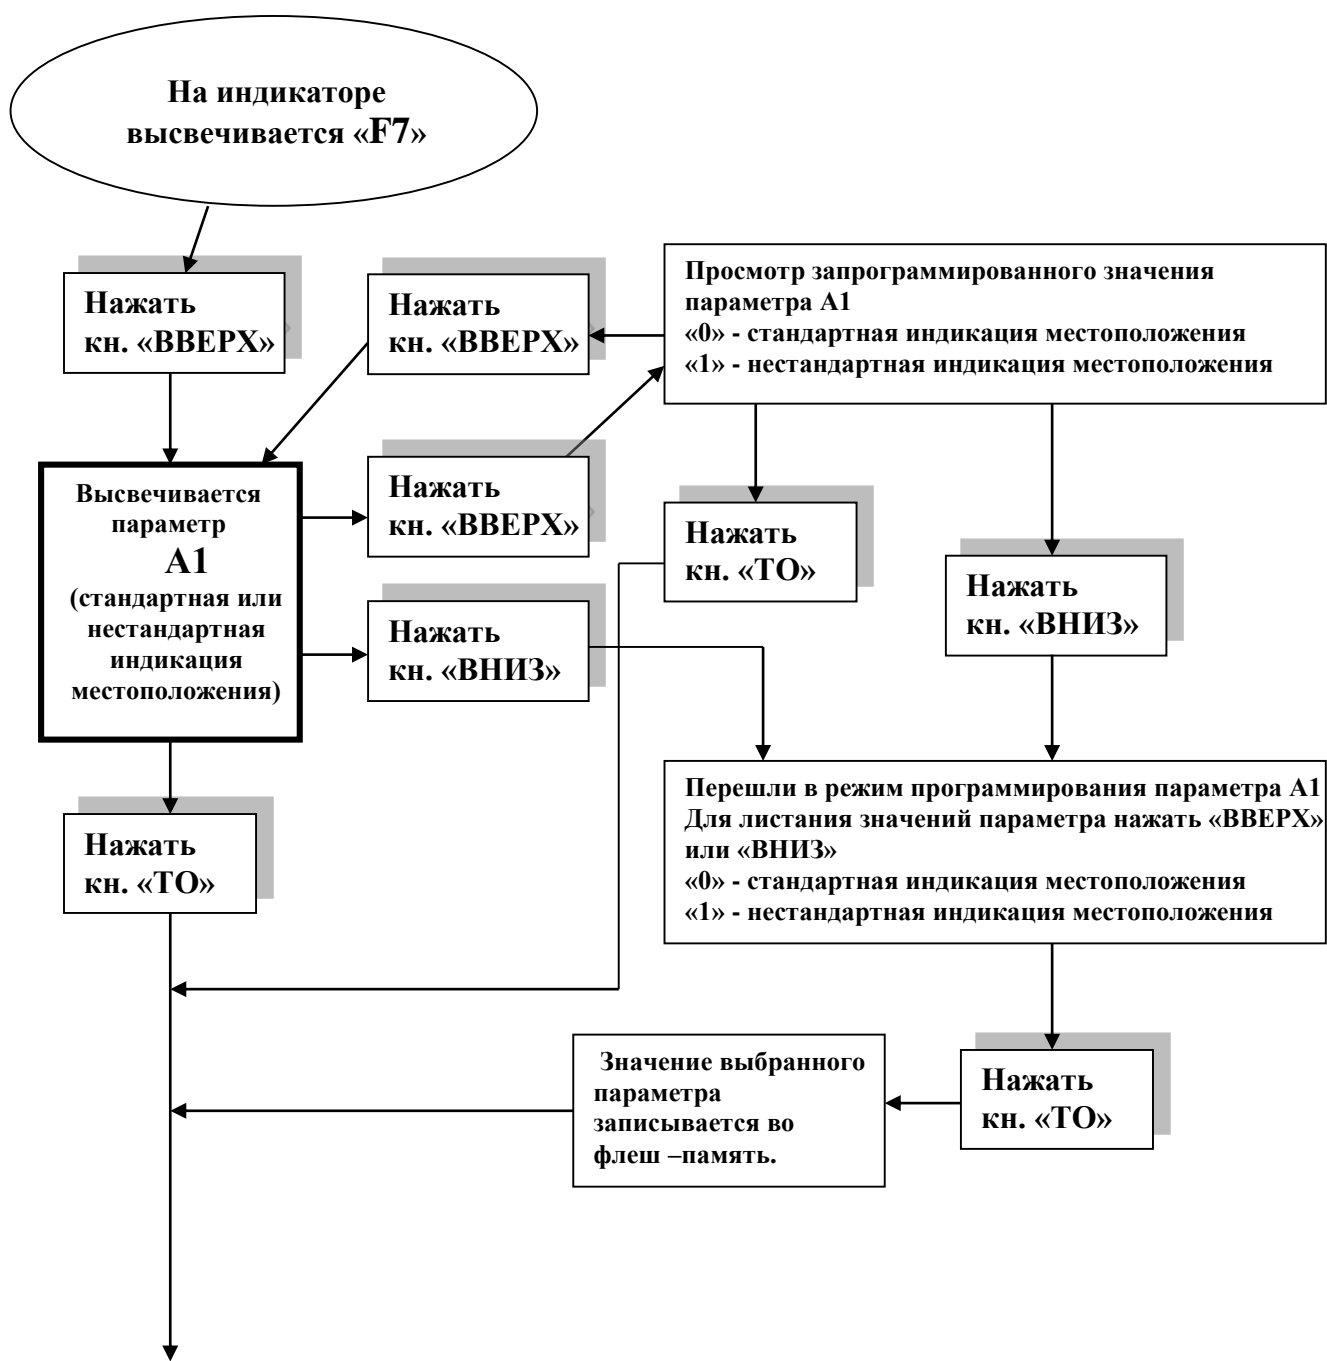 На индикаторе
высвечивается «F7»
Нажать
кн. «ВВЕРХ»
Нажать
кн. «ВВЕРХ»
Просмотр запрограммированного значения
параметра А1
«0» - стандартная индикация местоположения
«1» - нестандартная индикация местоположения
Высвечивается
параметр
А1
(стандартная или
нестандартная
индикация
местоположения)
Нажать
кн. «ВВЕРХ»
Нажать
кн. «ТО»
Нажать
кн. «ВНИЗ»
Нажать
кн. «ВНИЗ»
Перешли в режим программирования параметра А1
Для листания значений параметра нажать «ВВЕРХ»
или «ВНИЗ»
«0» - стандартная индикация местоположения
«1» - нестандартная индикация местоположения
Нажать
кн. «ТО»
Значение выбранного
параметра
записывается во
флеш –память.
Нажать
кн. «ТО»